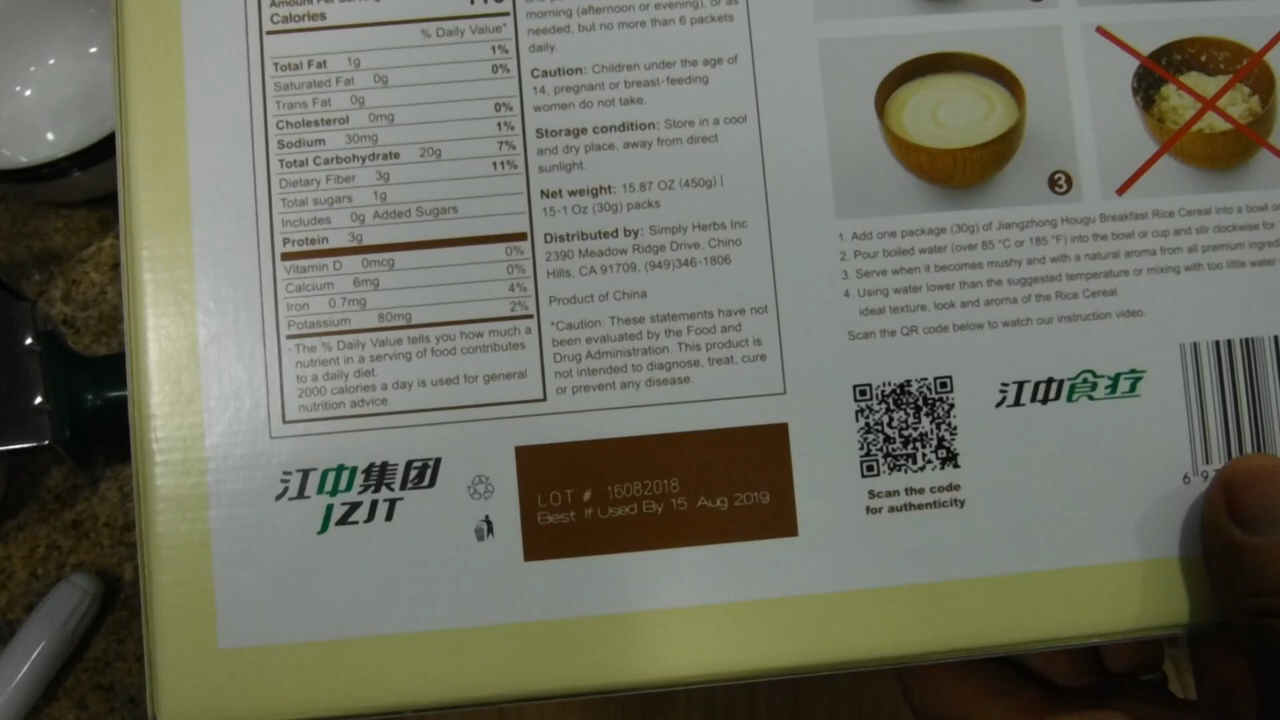 Calories
% Daily Value*
Total Fat 1g 1%
Saturated Fat 0g 0%
Trans Fat 0g
Cholesterol 0mg 0%
Sodium 30mg 1%
Total Carbohydrate 20g 7%
Dietary Fiber 3g 11%
Total sugars 1g
Includes 0g Added Sugars
Protein 3g
Vitamin D 0mcg 0%
Calcium 6mg 0%
Iron 0.7mg 4%
Potassium 80mg 2%
· The % Daily Value tells you how much a
nutrient in a serving of food contributes
to a daily diet.
2000 calories a day is used for general
nutrition advice.
morning (afternoon or evening), or as
needed; but no more than 6 packets
daily.
Caution: Children under the age of
14, pregnant or breast-feeding
women do not take.
Storage condition: Store in a cool
and dry place, away from direct
sunlight.
Net weight: 15.87 OZ (450g) |
15-1 Oz (30g) packs
Distributed by: Simply Herbs Inc
2390 Meadow Ridge Drive, Chino
Hills, CA 91709, (949)346-1806
Product of China
*Caution: These statements have not
been evaluated by the Food and
Drug Administration. This product is
not intended to diagnose, treat, cure
or prevent any disease.
3
1. Add one package (30g) of Jiangzhong Hougu Breakfast Rice Cereal into a bowl
2. Pour boiled water (over 85 °C or 185 °F) into the bowl or cup and stir clockwise for
3. Serve when it becomes mushy and with a natural aroma from all premium
4. Using water lower than the suggested temperature or mixing with too little water
ideal texture, look and aroma of the Rice Cereal.
Scan the QR code below to watch our instruction video.
江中食疗
Scan the code
for authenticity
6 9
江中集团
JZJT
LOT # 16082018
Best If Used By 15 Aug 2019